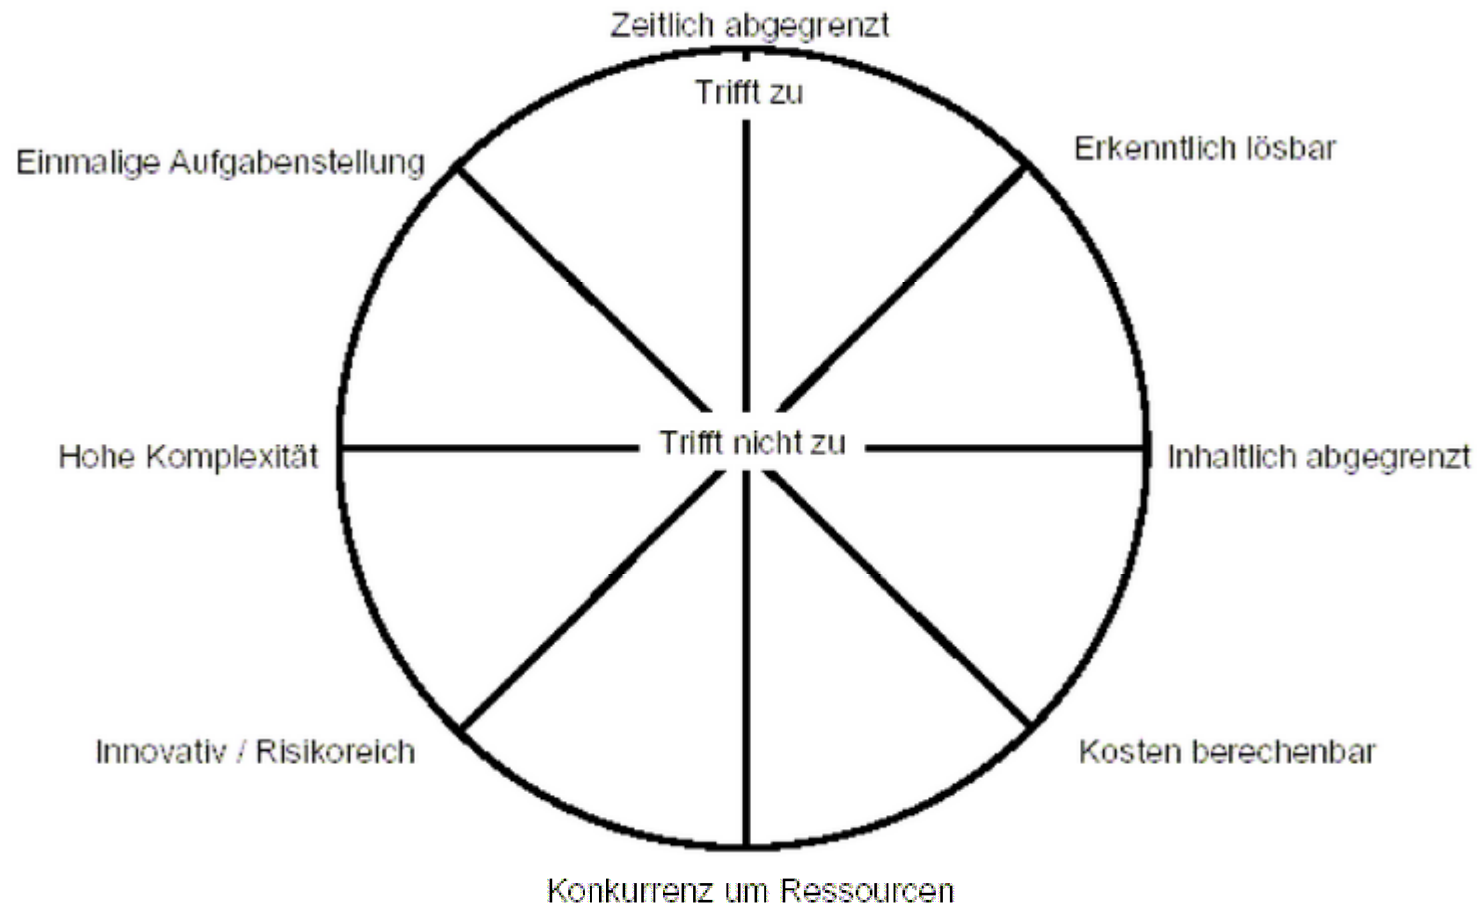 Zeitlich abgegrenzt
Trifft zu
Einmalige Aufgabenstellung
Erkenntlich lösbar
Hohe Komplexität
Trifft nicht zu
Inhaltlich abgegrenzt
Innovativ / Risikoreich
Kosten berechenbar
Konkurrenz um Ressourcen